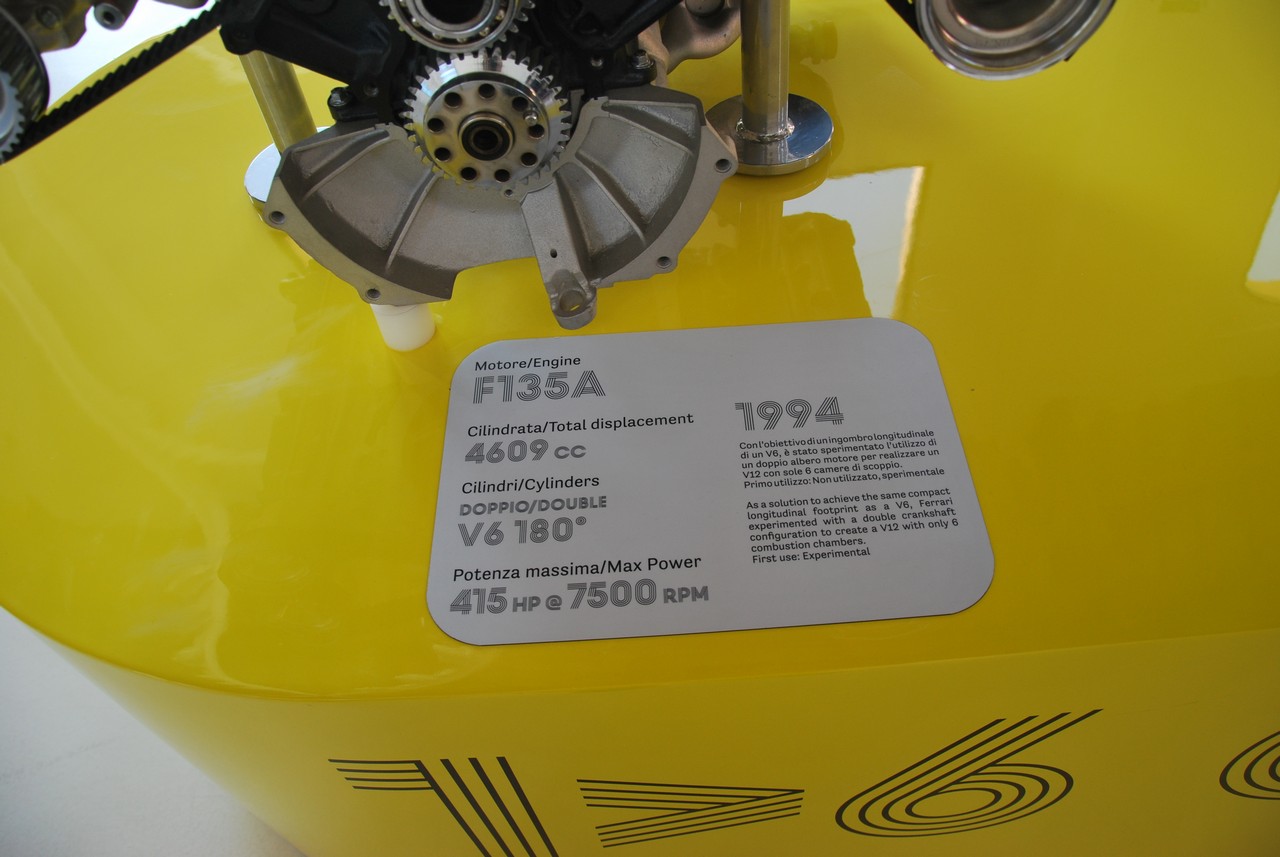 Motore/Engine
F135A
Cilindrata/Total displacement
4609 CC
Cilindri/Cylinders
DOPPIO/DOUBLE
V6 180°
Potenza massima/Max Power
415 HP @ 7500 RPM
1994
Con l'obiettivo di un ingombro longitudinale
di un V6, è stato sperimentato l'utilizzo di
un doppio albero motore per realizzare un
V12 con sole 6 camere di scoppio.
Primo utilizzo: Non utilizzato, sperimentale
As a solution to achieve the same compact
longitudinal footprint as a V6, Ferrari
experimented with a double crankshaft
configuration to create a V12 with only 6
combustion chambers.
First use: Experimental
V6